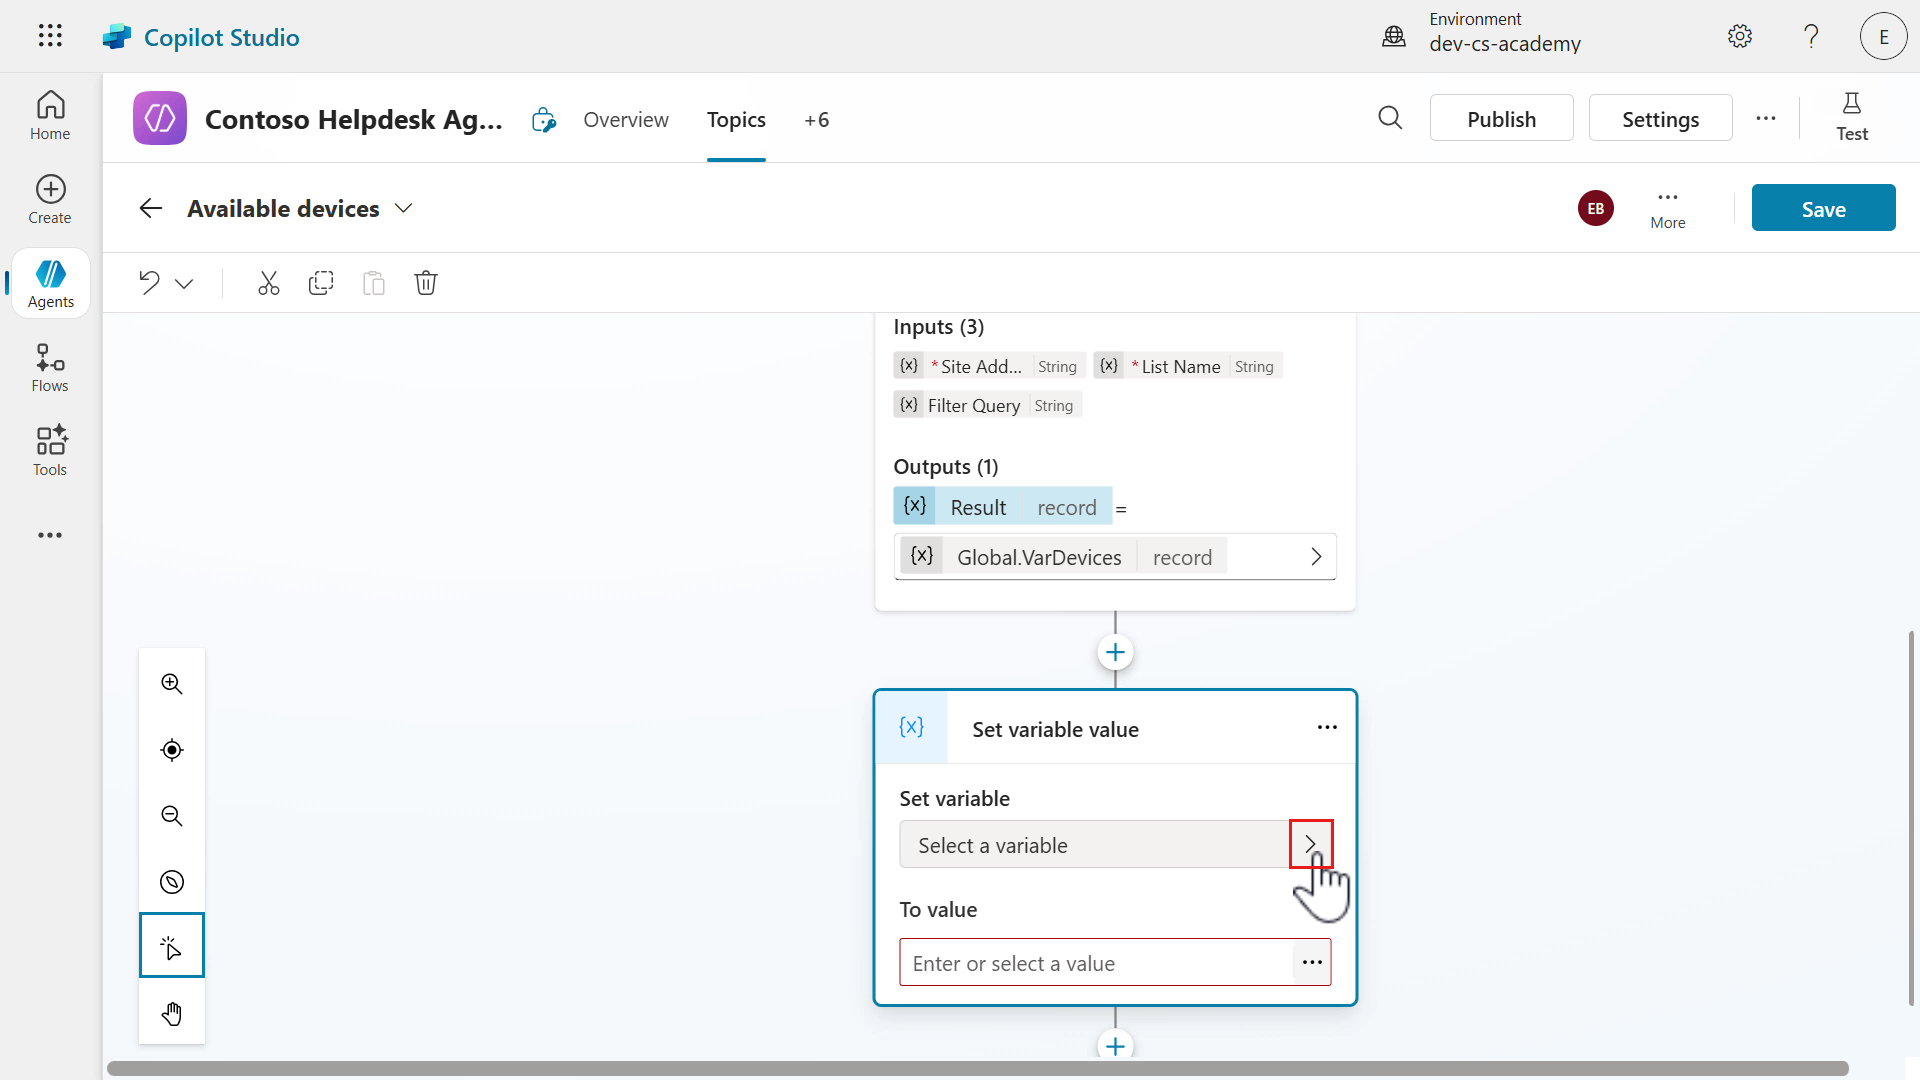 Copilot Studio
Environment
dev-cs-academy
E
Home
Create
Agents
Flows
Tools
Contoso Helpdesk Ag...
Overview
Topics
+6
Publish
Settings
Test
Available devices
EB
More
Save
Inputs (3)
{x} *Site Add... String {x} *List Name String
{x} Filter Query String
Outputs (1)
{x} Result record =
{x} Global.VarDevices record
{x} Set variable value
Set variable
Select a variable
To value
Enter or select a value